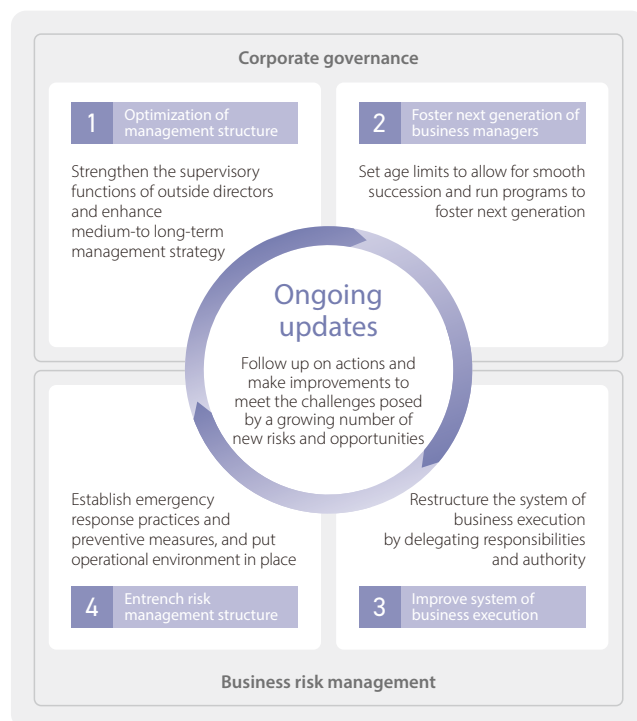 Corporate governance
1
Optimization of
management structure
Strengthen the supervisory
functions of outside directors
and enhance
medium-to long-term
management strategy
2
Foster next generation of
business managers
Set age limits to allow for smooth
succession and run programs to
foster next generation
Ongoing
updates
Follow up on actions and
make improvements to
meet the challenges posed
by a growing number of
new risks and opportunities
Establish emergency
response practices and
preventive measures, and put
operational environment in place
4
Entrench risk
management structure
Restructure the system of
business execution
by delegating responsibilities
and authority
3
Improve system of
business execution
Business risk management